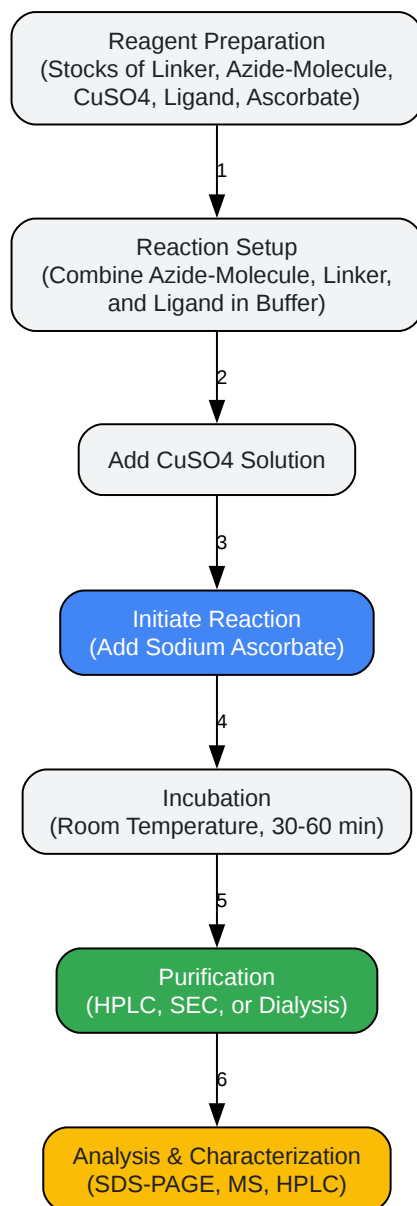 Reagent Preparation
(Stocks of Linker, Azide-Molecule,
CuSO4, Ligand, Ascorbate)
1
Reaction Setup
(Combine Azide-Molecule, Linker,
and Ligand in Buffer)
2
Add CuSO4 Solution
3
Initiate Reaction
(Add Sodium Ascorbate)
4
Incubation
(Room Temperature, 30-60 min)
5
Purification
(HPLC, SEC, or Dialysis)
6
Analysis & Characterization
(SDS-PAGE, MS, HPLC)